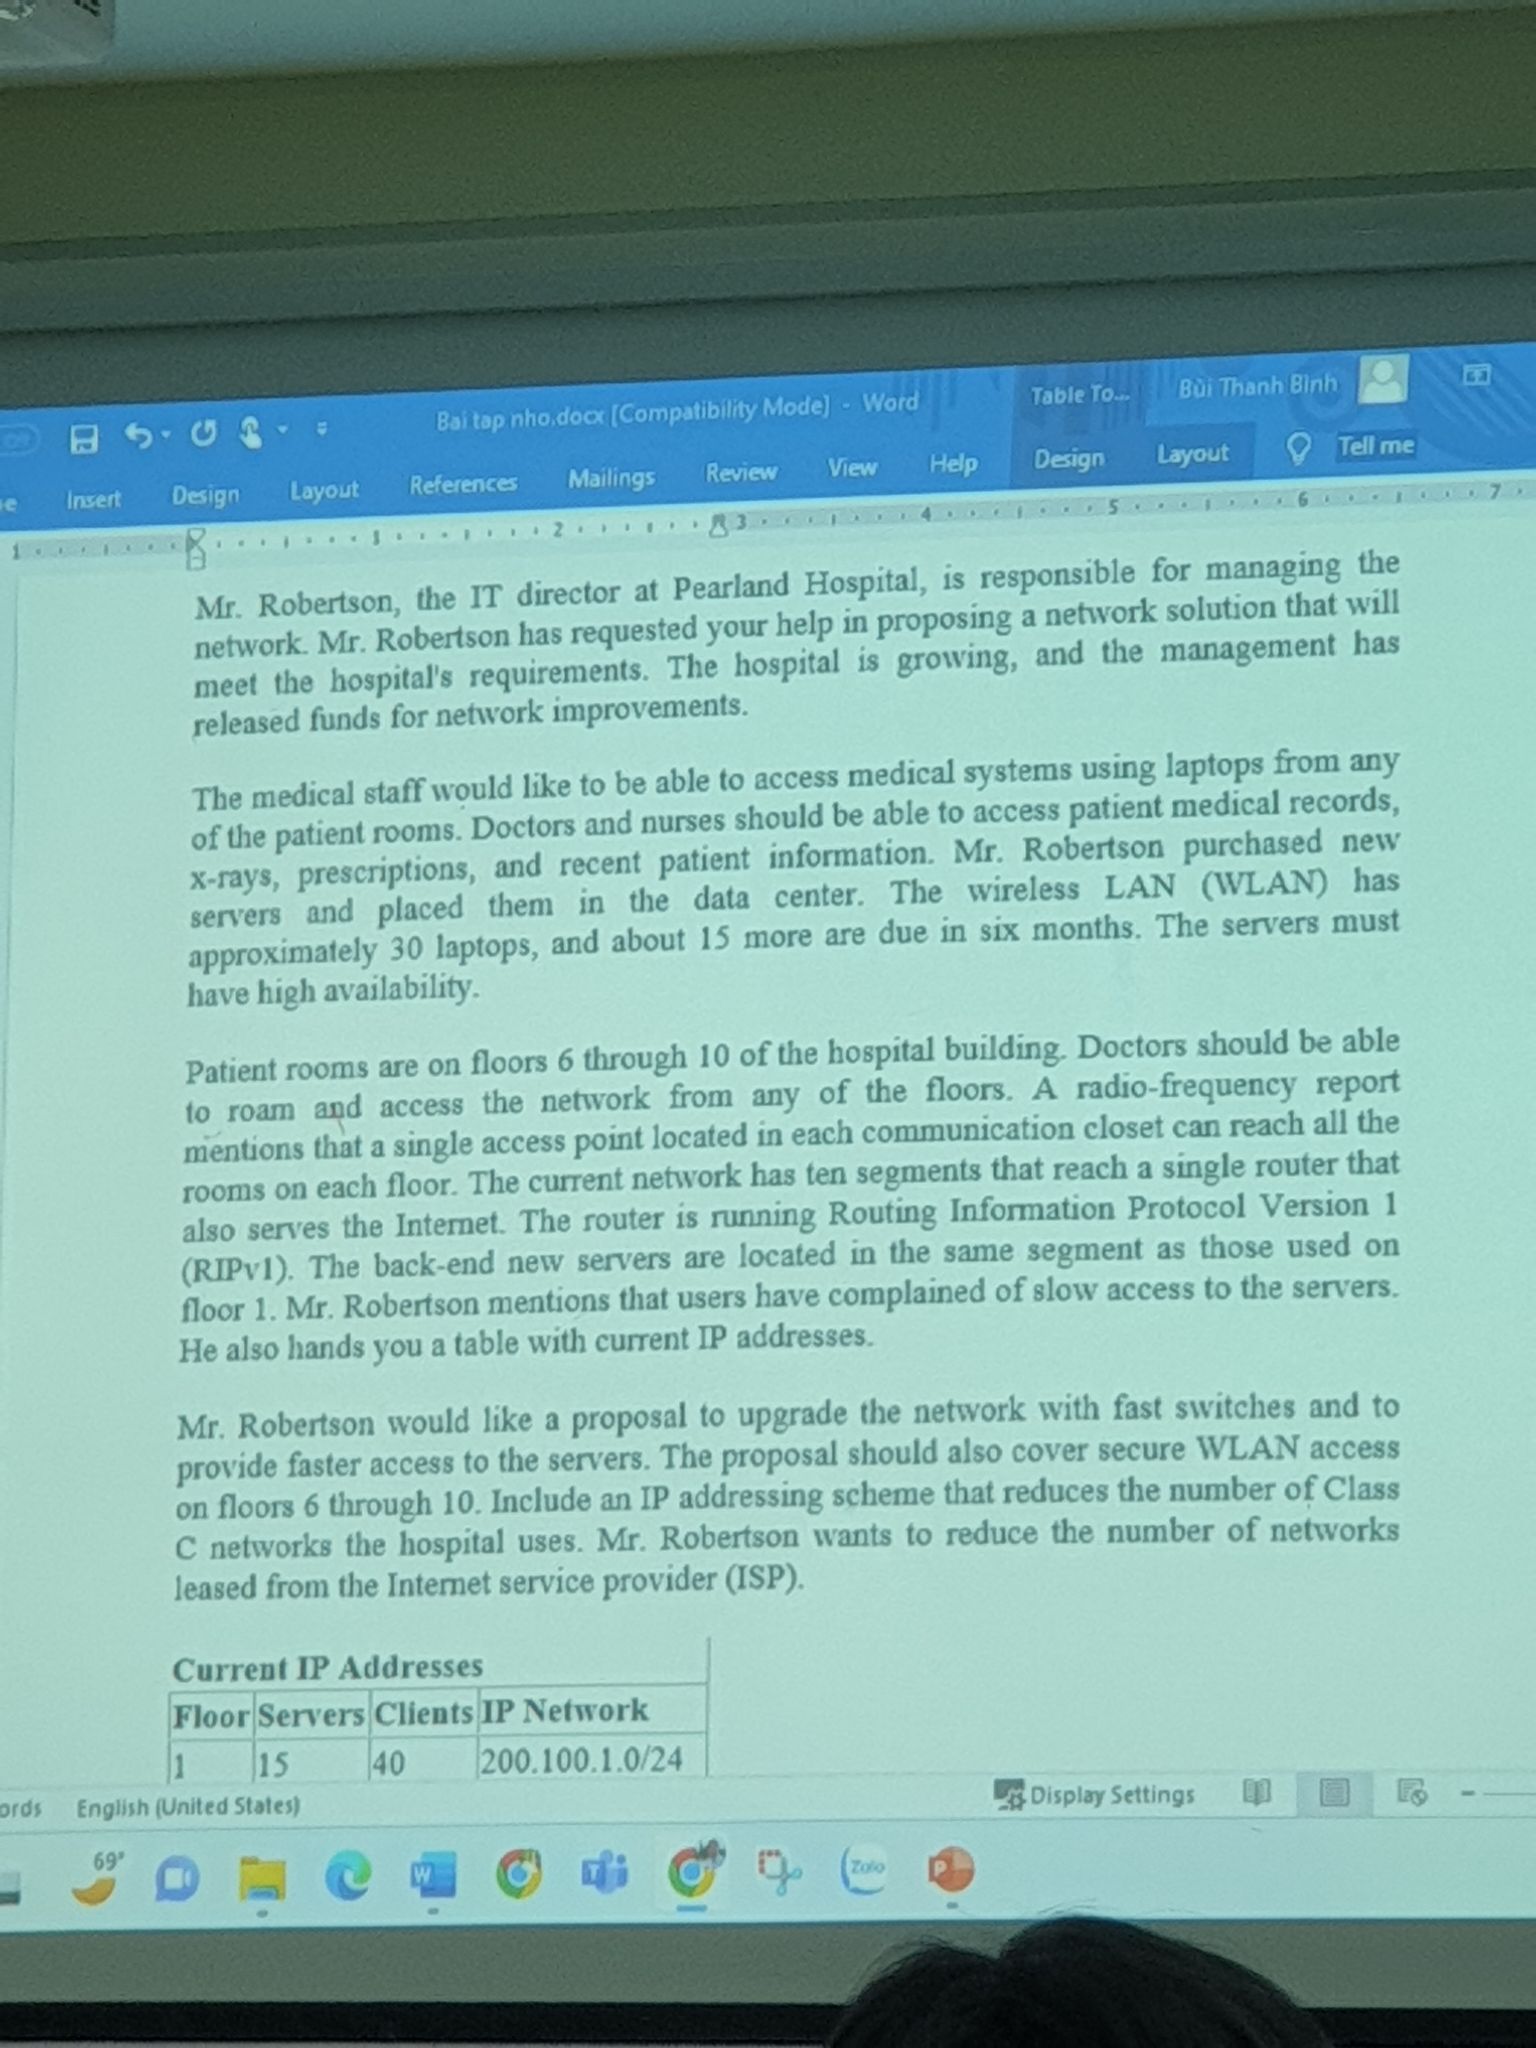 Bai tap nho.docx [Compatibility Mode] - Word
Table To...
Bùi Thanh Bình
Insert Design Layout References Mailings Review View Help Design Layout Tell me
1 1 2 3 4 5 6 7
Mr. Robertson, the IT director at Pearland Hospital, is responsible for managing the
network. Mr. Robertson has requested your help in proposing a network solution that will
meet the hospital's requirements. The hospital is growing, and the management has
released funds for network improvements.
The medical staff would like to be able to access medical systems using laptops from any
of the patient rooms. Doctors and nurses should be able to access patient medical records,
x-rays, prescriptions, and recent patient information. Mr. Robertson purchased new
servers and placed them in the data center. The wireless LAN (WLAN) has
approximately 30 laptops, and about 15 more are due in six months. The servers must
have high availability.
Patient rooms are on floors 6 through 10 of the hospital building. Doctors should be able
to roam and access the network from any of the floors. A radio-frequency report
mentions that a single access point located in each communication closet can reach all the
rooms on each floor. The current network has ten segments that reach a single router that
also serves the Internet. The router is running Routing Information Protocol Version 1
(RIPv1). The back-end new servers are located in the same segment as those used on
floor 1. Mr. Robertson mentions that users have complained of slow access to the servers.
He also hands you a table with current IP addresses.
Mr. Robertson would like a proposal to upgrade the network with fast switches and to
provide faster access to the servers. The proposal should also cover secure WLAN access
on floors 6 through 10. Include an IP addressing scheme that reduces the number of Class
C networks the hospital uses. Mr. Robertson wants to reduce the number of networks
leased from the Internet service provider (ISP).
Current IP Addresses
Floor Servers Clients IP Network
1 15 40 200.100.1.0/24
English (United States)
Display Settings
69°
Zalo